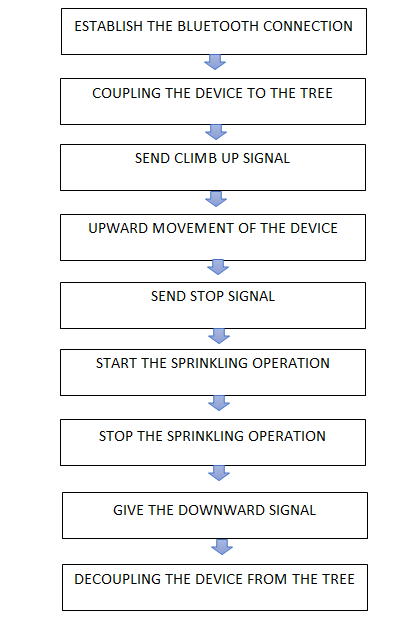 ESTABLISH THE BLUETOOTH CONNECTION
COUPLING THE DEVICE TO THE TREE
SEND CLIMB UP SIGNAL
UPWARD MOVEMENT OF THE DEVICE
SEND STOP SIGNAL
START THE SPRINKLING OPERATION
STOP THE SPRINKLING OPERATION
GIVE THE DOWNWARD SIGNAL
DECOUPLING THE DEVICE FROM THE TREE